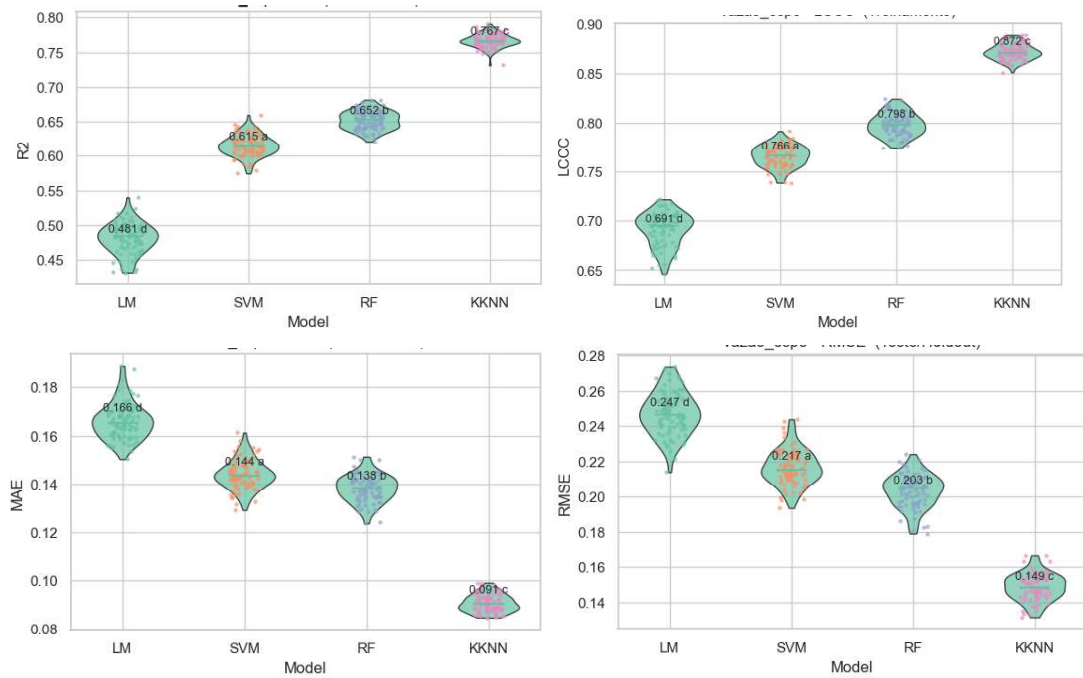 LCCC (Treinamento)
0.80
0.75
0.70
0.65
0.60
0.55
0.50
0.45
R2
0.481 d
0.615 a
0.652 b
0.767 c
LM SVM RF KKNN
Model
0.90
0.85
0.80
0.75
0.70
0.65
LCCC
0.691 d
0.766 a
0.798 b
0.872 c
LM SVM RF KKNN
Model
RMSE
0.18
0.16
0.14
0.12
0.10
0.08
MAE
0.166 d
0.144 a
0.138 b
0.091 c
LM SVM RF KKNN
Model
0.28
0.26
0.24
0.22
0.20
0.18
0.16
0.14
RMSE
0.247 d
0.217 a
0.203 b
0.149 c
LM SVM RF KKNN
Model